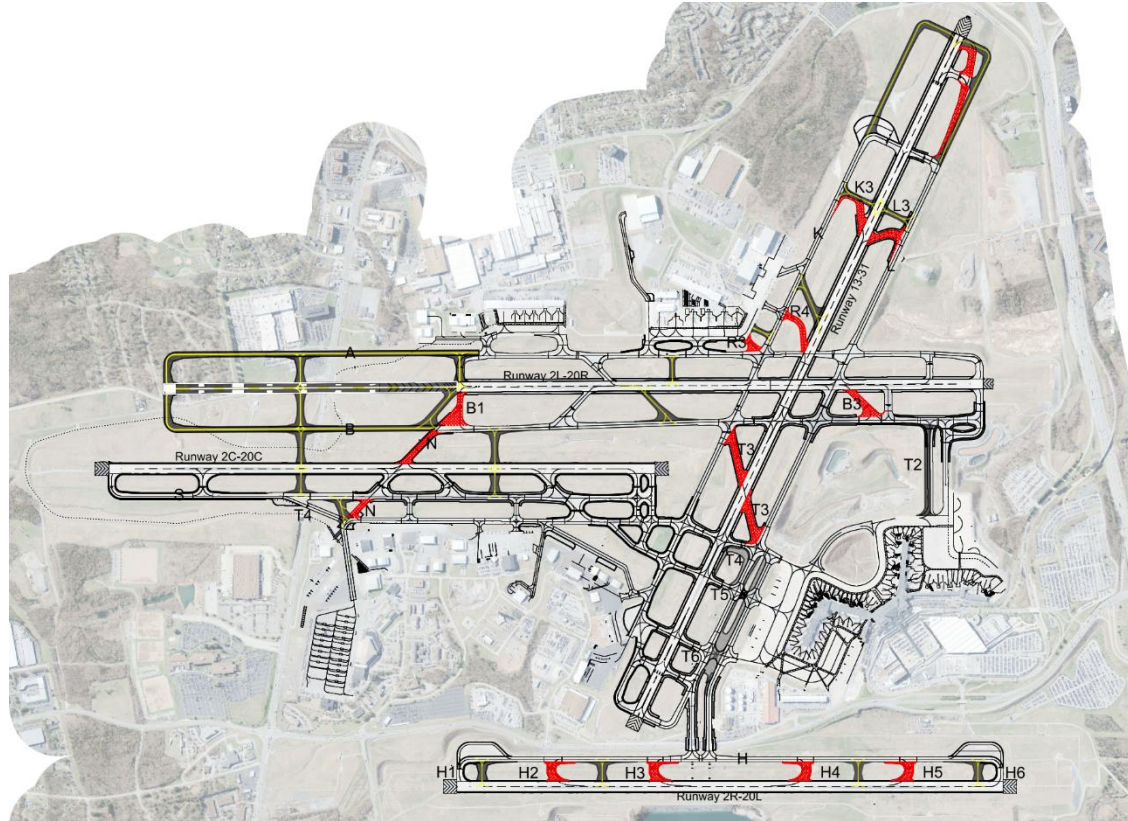 K3
L3
K
Runway 13-31
R4
R3
A
Runway 2L-20R
B1
B3
B
N
T3
Runway 2C-20C
T2
S
T4
N
T3
T4
T5
T6
H
H1
H2
H3
H4
H5
H6
Runway 2R-20L